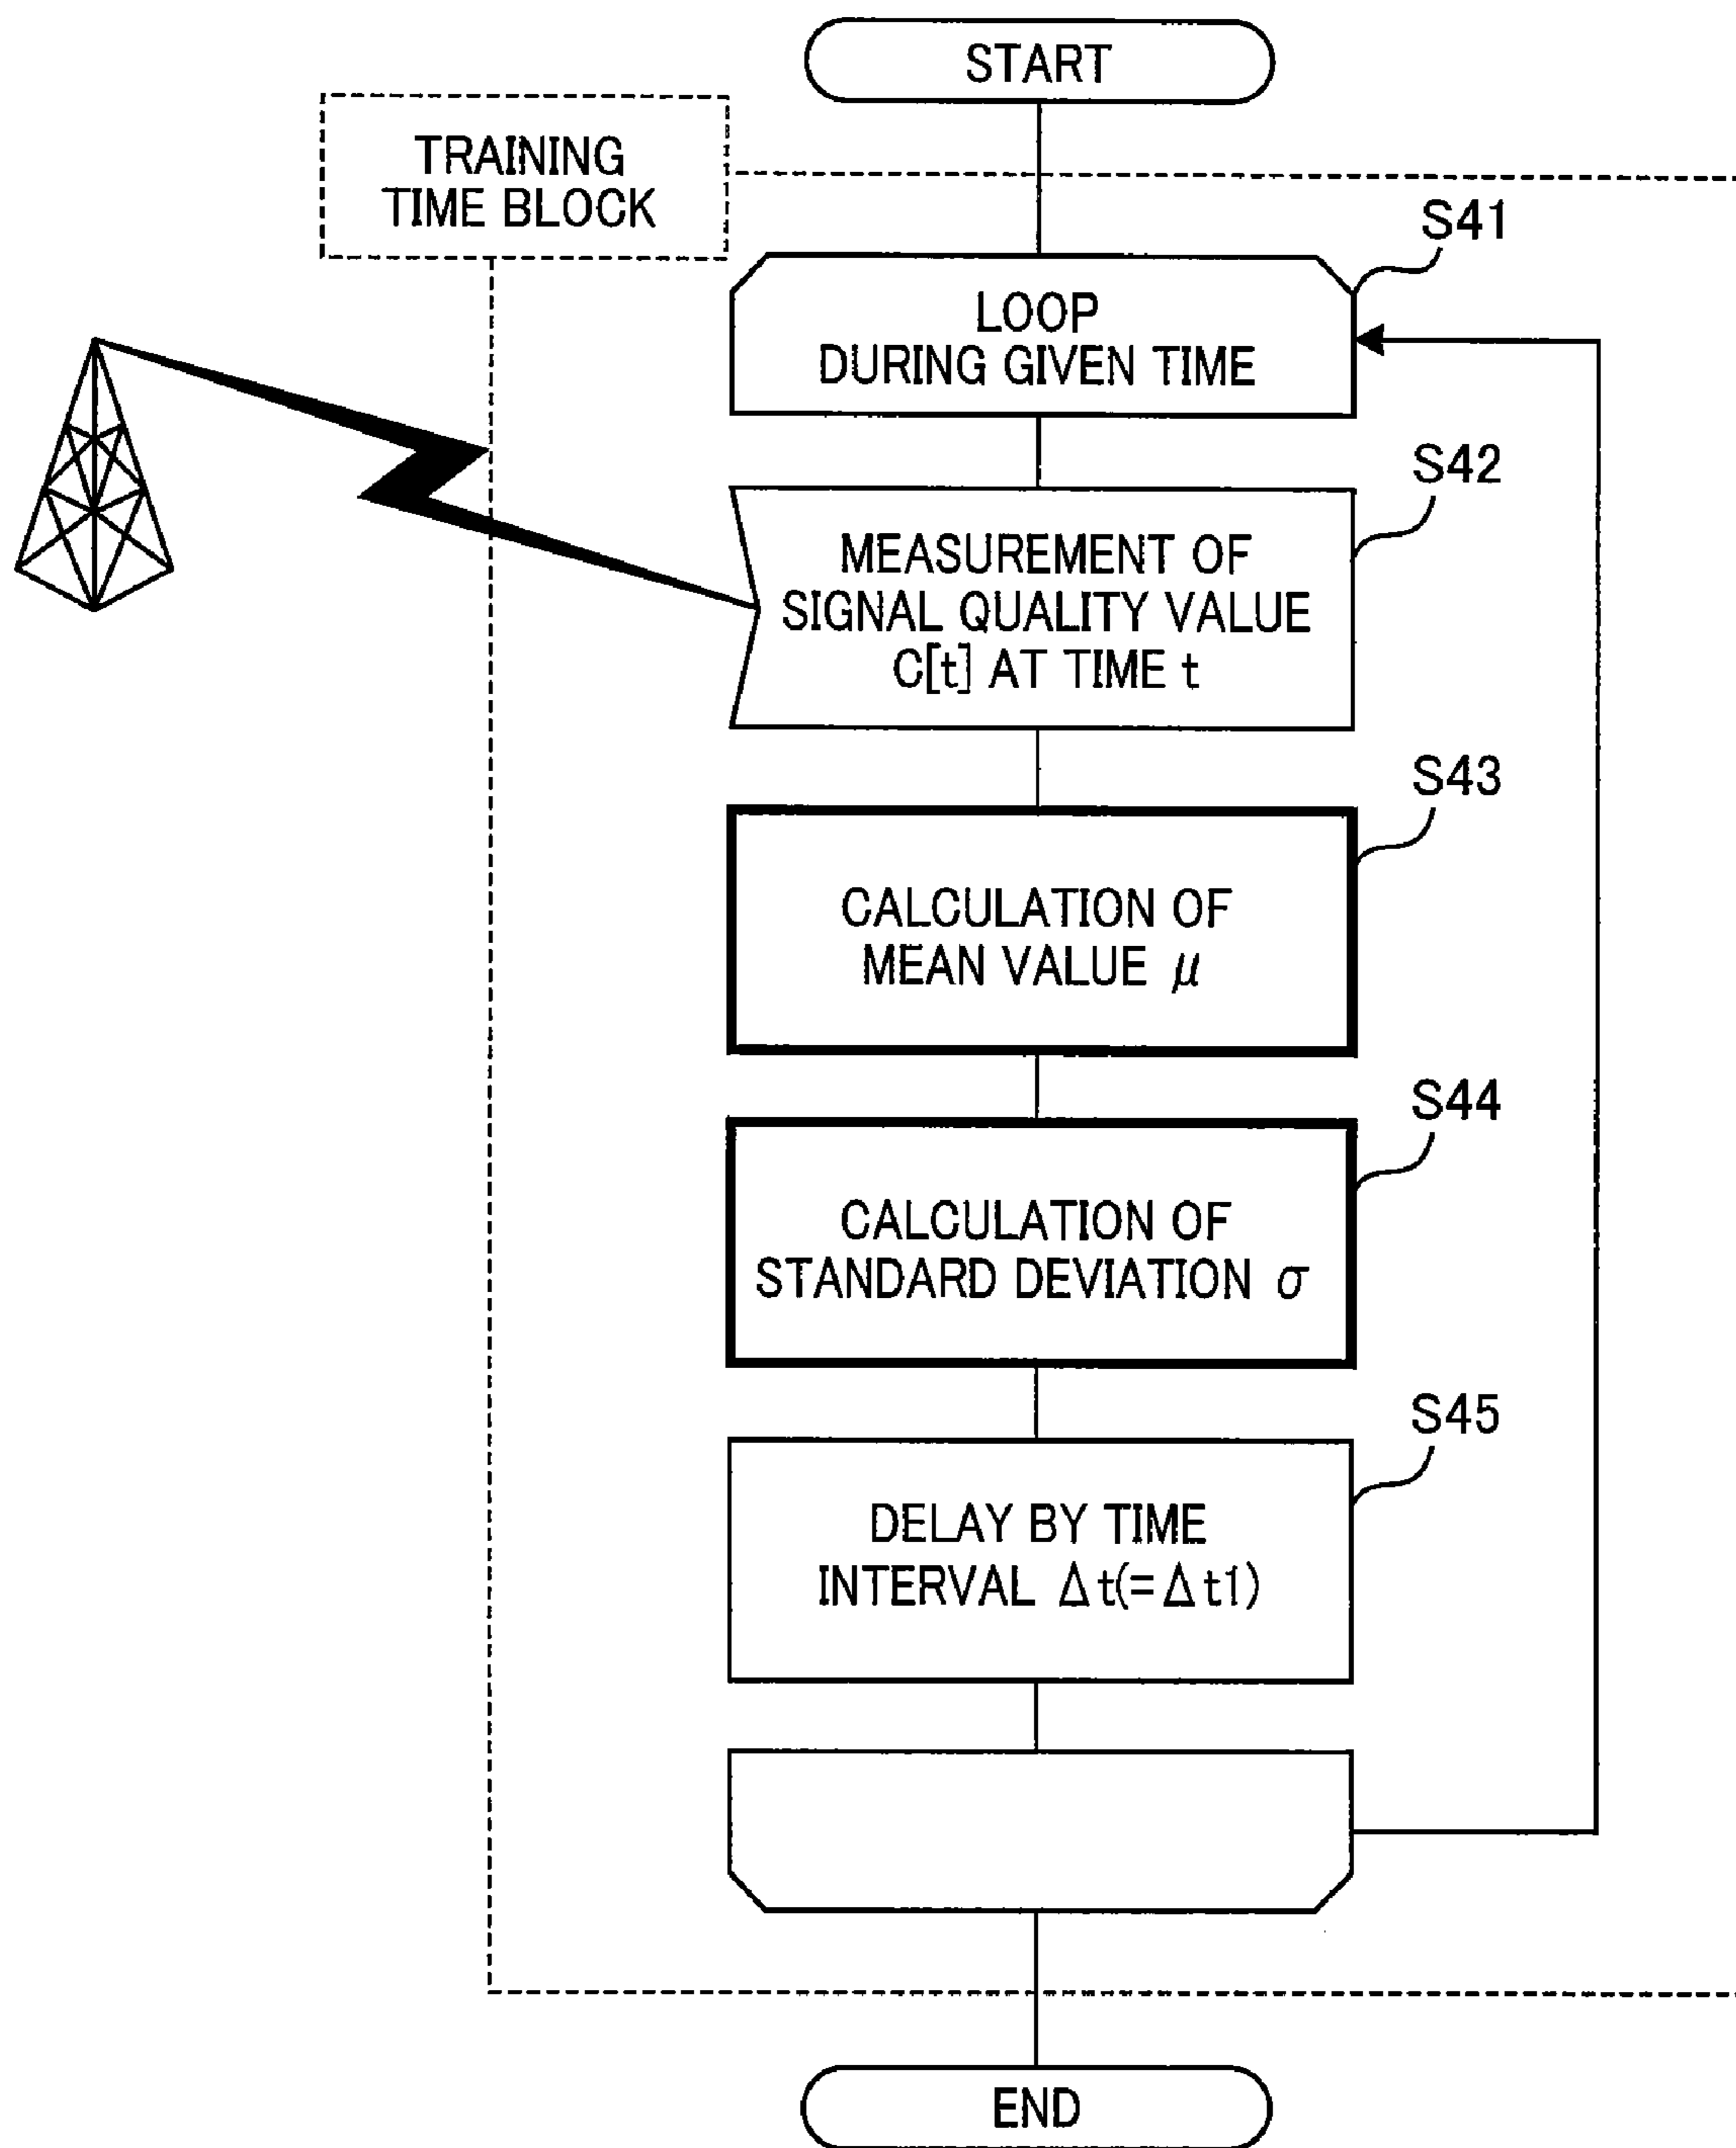 START
TRAINING
TIME BLOCK
S41
LOOP
DURING GIVEN TIME
S42
MEASUREMENT OF
SIGNAL QUALITY VALUE
C[t] AT TIME t
S43
CALCULATION OF
MEAN VALUE μ
S44
CALCULATION OF
STANDARD DEVIATION σ
S45
DELAY BY TIME
INTERVAL Δt(=Δt1)
END